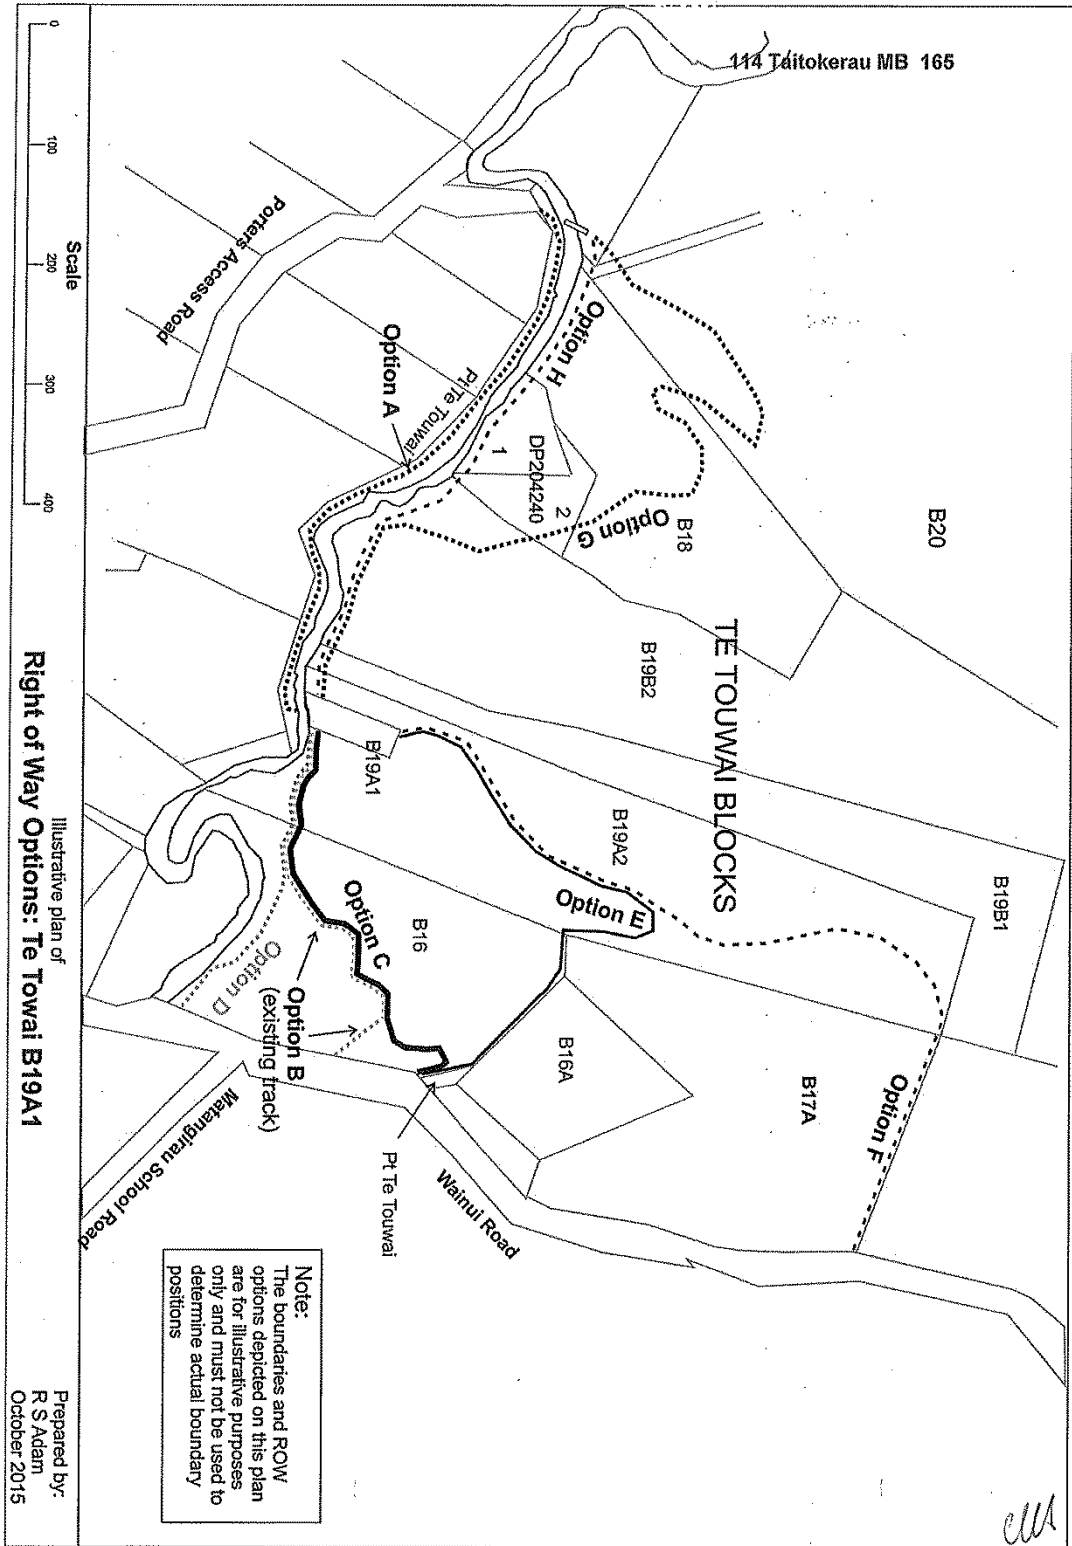 114 Taitokerau MB 165
B20
TE TOUWAI BLOCKS
B19B1
B18
B19B2
B19A2
B17A
Option F
Option G
DP204240
1
2
Option H
Option E
B16A
B19A1
B16
Option C
Wainui Road
Pt Te Touwai
Option A
Pt Te Touwai
Option B
(existing track)
Option D
Porters Access Road
Matangirau School Road
Note:
The boundaries and ROW
options depicted on this plan
are for illustrative purposes
only and must not be used to
determine actual boundary
positions
Scale
0
100
200
300
400
Illustrative plan of
Right of Way Options: Te Towai B19A1
Prepared by:
R S Adam
October 2015